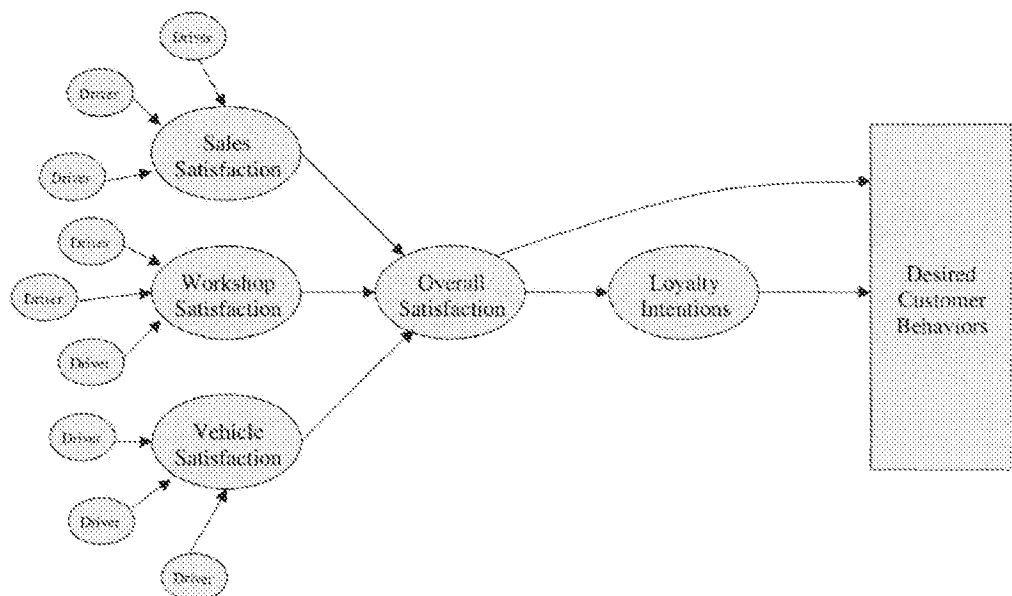 Driver
Driver
Sales
Satisfaction
Driver
Driver
Driver
Workshop
Satisfaction
Driver
Overall
Satisfaction
Loyalty
Intentions
Desired
Customer
Behaviors
Driver
Vehicle
Satisfaction
Driver
Driver